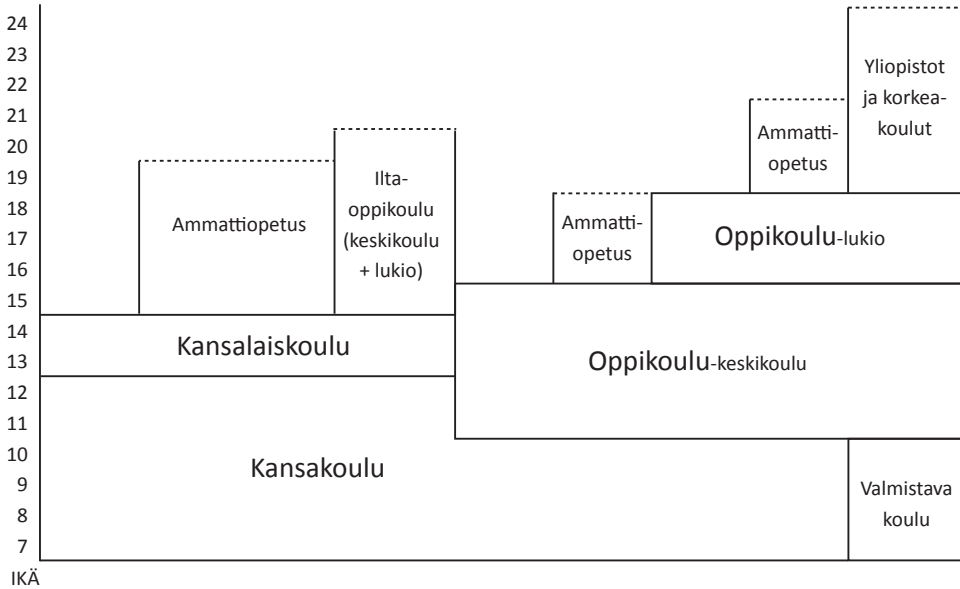 24
23
22
21
20
19
18
17
16
15
14
13
12
11
10
9
8
7
IKÄ
Ammattiopetus
Ilta-
oppikoulu
(keskikoulu
+ lukio)
Kansalaiskoulu
Kansakoulu
Ammatti-
opetus
Ammatti-
opetus
Yliopistot
ja korkea-
koulut
Oppikoulu-lukio
Oppikoulu-keskikoulu
Valmistava
koulu